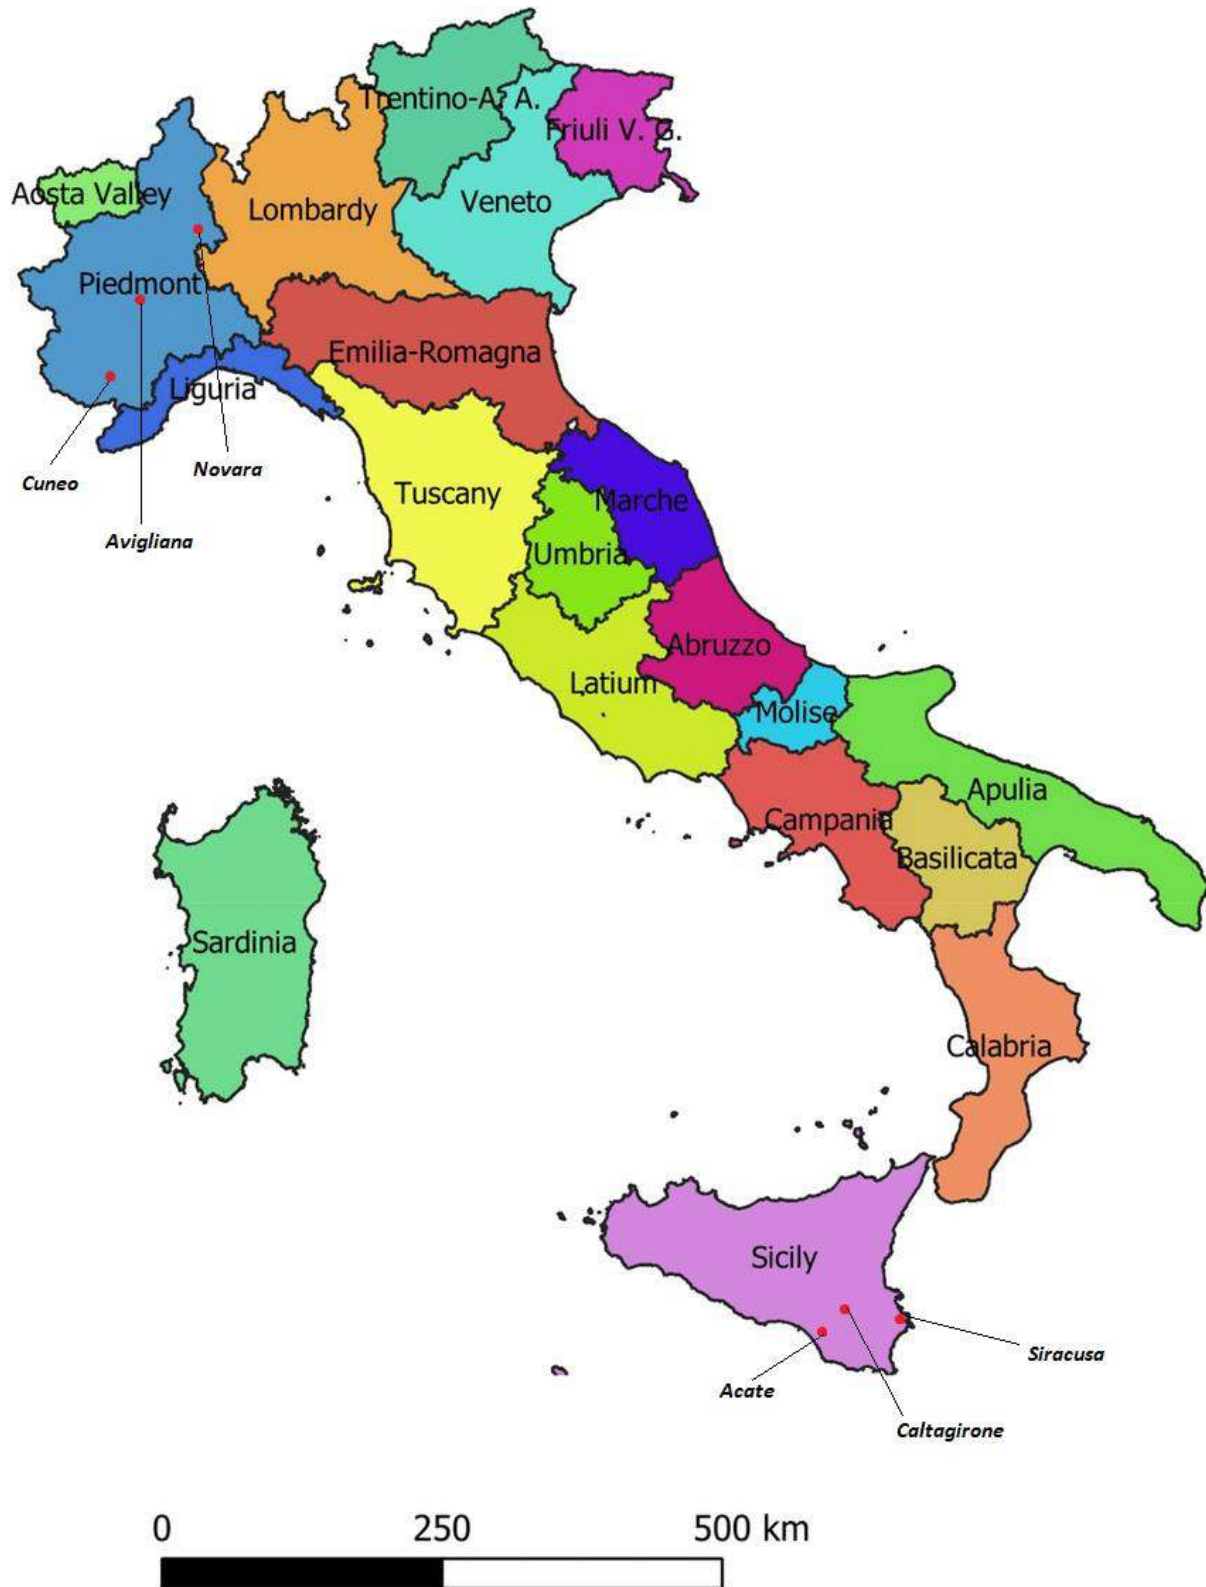 Trentino-A. A.
Friuli V. G.
Aosta Valley
Lombardy
Veneto
Piedmont
Emilia-Romagna
Liguria
Novara
Cuneo
Tuscany
Marche
Avigliana
Umbria
Abruzzo
Latium
Molise
Apulia
Campania
Basilicata
Sardinia
Calabria
Sicily
Siracusa
Acate
Caltagirone
0 250 500 km